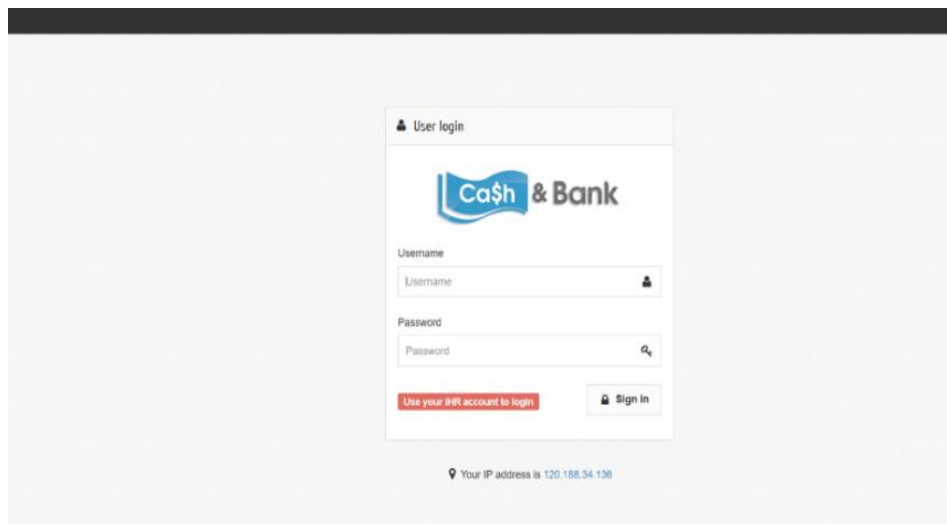 User login
Ca$h & Bank
Username
Username
Password
Password
Use your iHR account to login
Sign in
Your IP address is 120.188.34.136